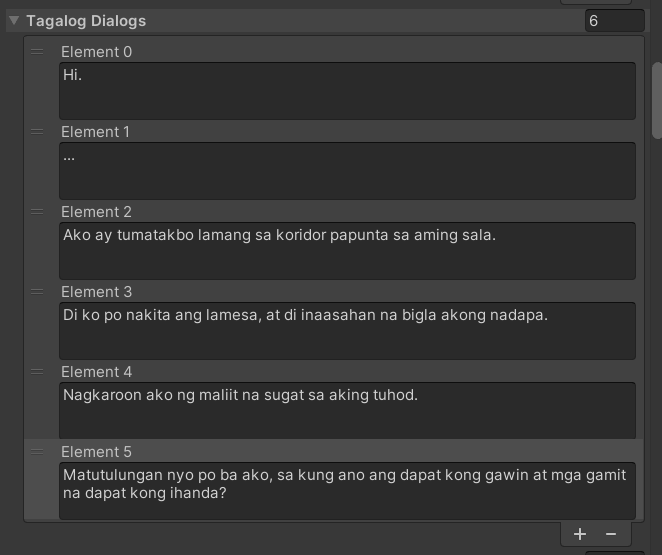 Tagalog Dialogs
6
Element 0
Hi.
Element 1
...
Element 2
Ako ay tumatakbo lamang sa koridor papunta sa aming sala.
Element 3
Di ko po nakita ang lamesa, at di inaasahan na bigla akong nadapa.
Element 4
Nagkaroon ako ng maliit na sugat sa aking tuhod.
Element 5
Matutulungan nyo po ba ako, sa kung ano ang dapat kong gawin at mga gamit
na dapat kong ihanda?
+ −